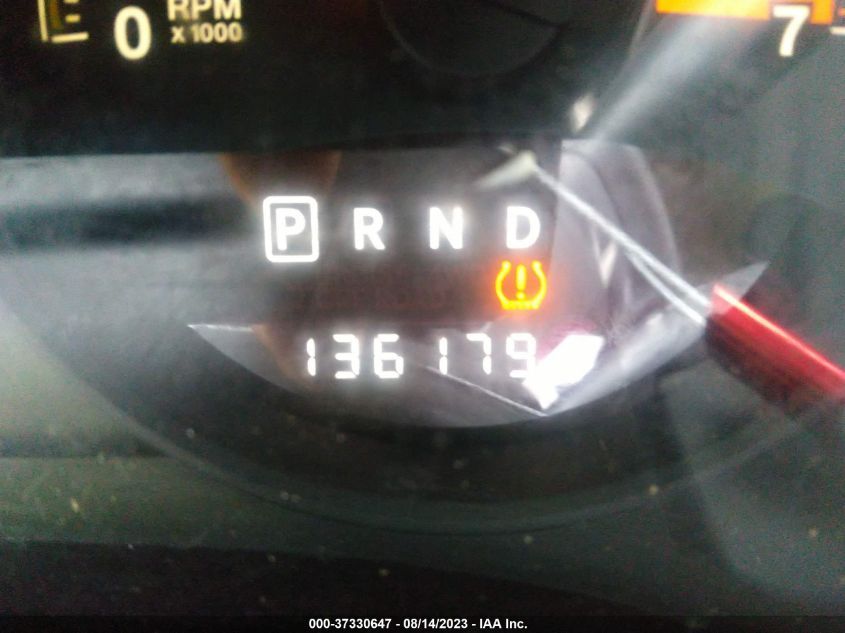 E
0
RPM
x1000
7
P R N D
!
136179
000-37330647 - 08/14/2023 - IAA Inc.